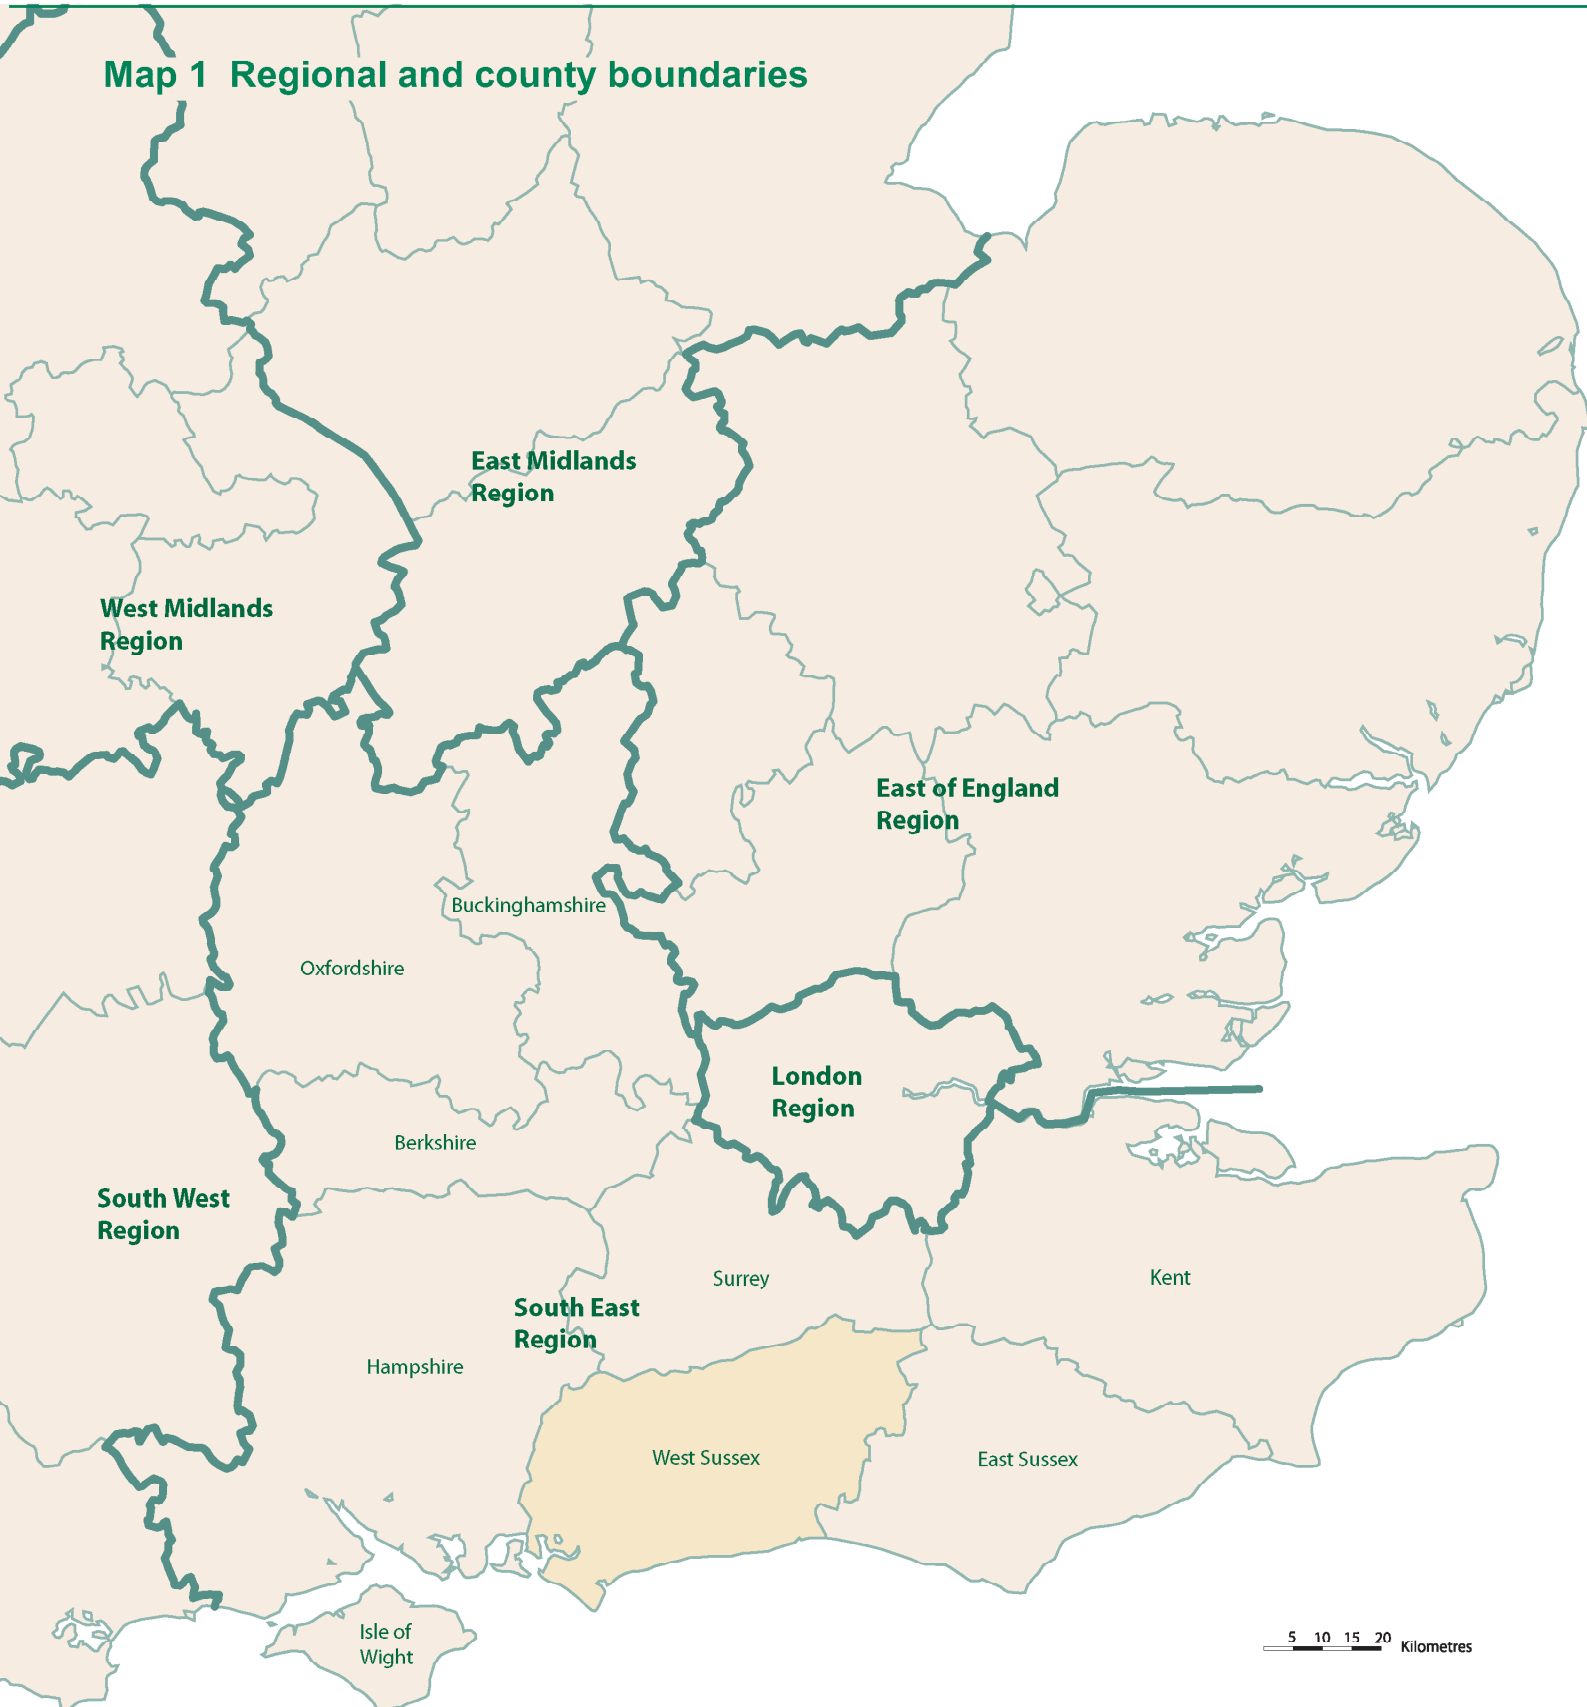 Map 1 Regional and county boundaries
East Midlands
Region
West Midlands
Region
East of England
Region
Buckinghamshire
Oxfordshire
London
Region
Berkshire
South West
Region
Surrey
Kent
South East
Region
Hampshire
West Sussex
East Sussex
Isle of
Wight
5 10 15 20 Kilometres